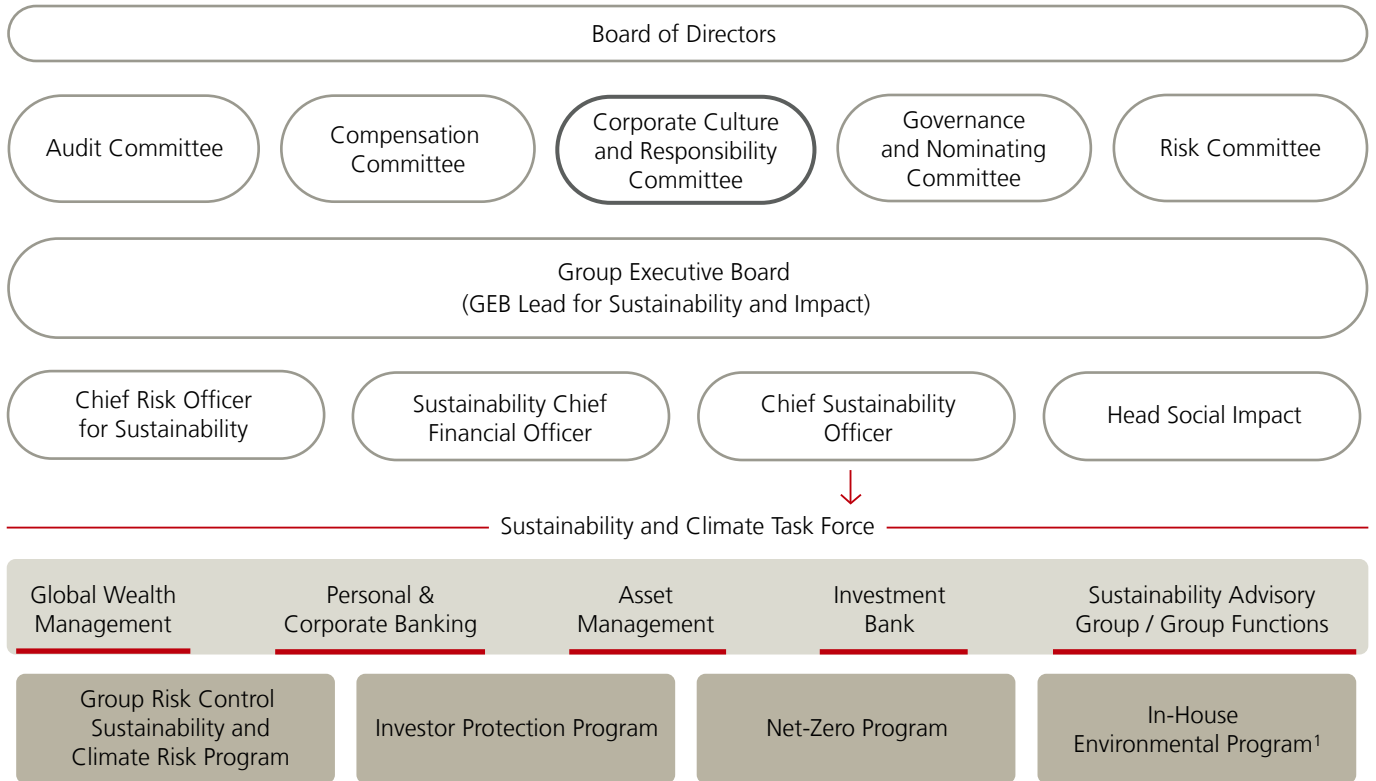 Board of Directors
Audit Committee
Compensation
Committee
Corporate Culture
and Responsibility
Committee
Governance
and Nominating
Committee
Risk Committee
Group Executive Board
(GEB Lead for Sustainability and Impact)
Chief Risk Officer
for Sustainability
Sustainability Chief
Financial Officer
Chief Sustainability
Officer
Head Social Impact
Sustainability and Climate Task Force
Global Wealth
Management
Personal &
Corporate Banking
Asset
Management
Investment
Bank
Sustainability Advisory
Group / Group Functions
Group Risk Control
Sustainability and
Climate Risk Program
Investor Protection Program
Net-Zero Program
In-House
Environmental Program¹